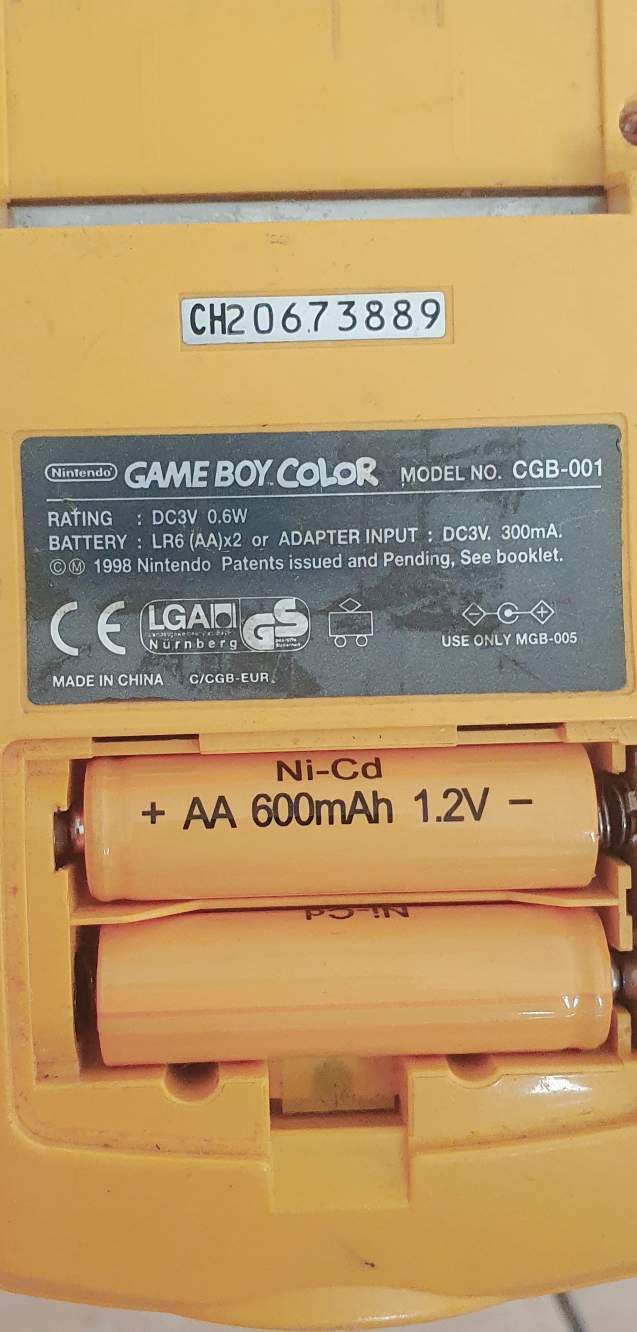 CH20673889
Nintendo GAME BOY COLOR MODEL NO. CGB-001
RATING : DC3V 0.6W
BATTERY : LR6 (AA)x2 or ADAPTER INPUT : DC3V. 300mA.
©Ⓜ 1998 Nintendo Patents issued and Pending, See booklet.
CE LGA GS
Nürnberg
USE ONLY MGB-005
MADE IN CHINA C/CGB-EUR
Ni-Cd
+ AA 600mAh 1.2V −
Ni-Cd